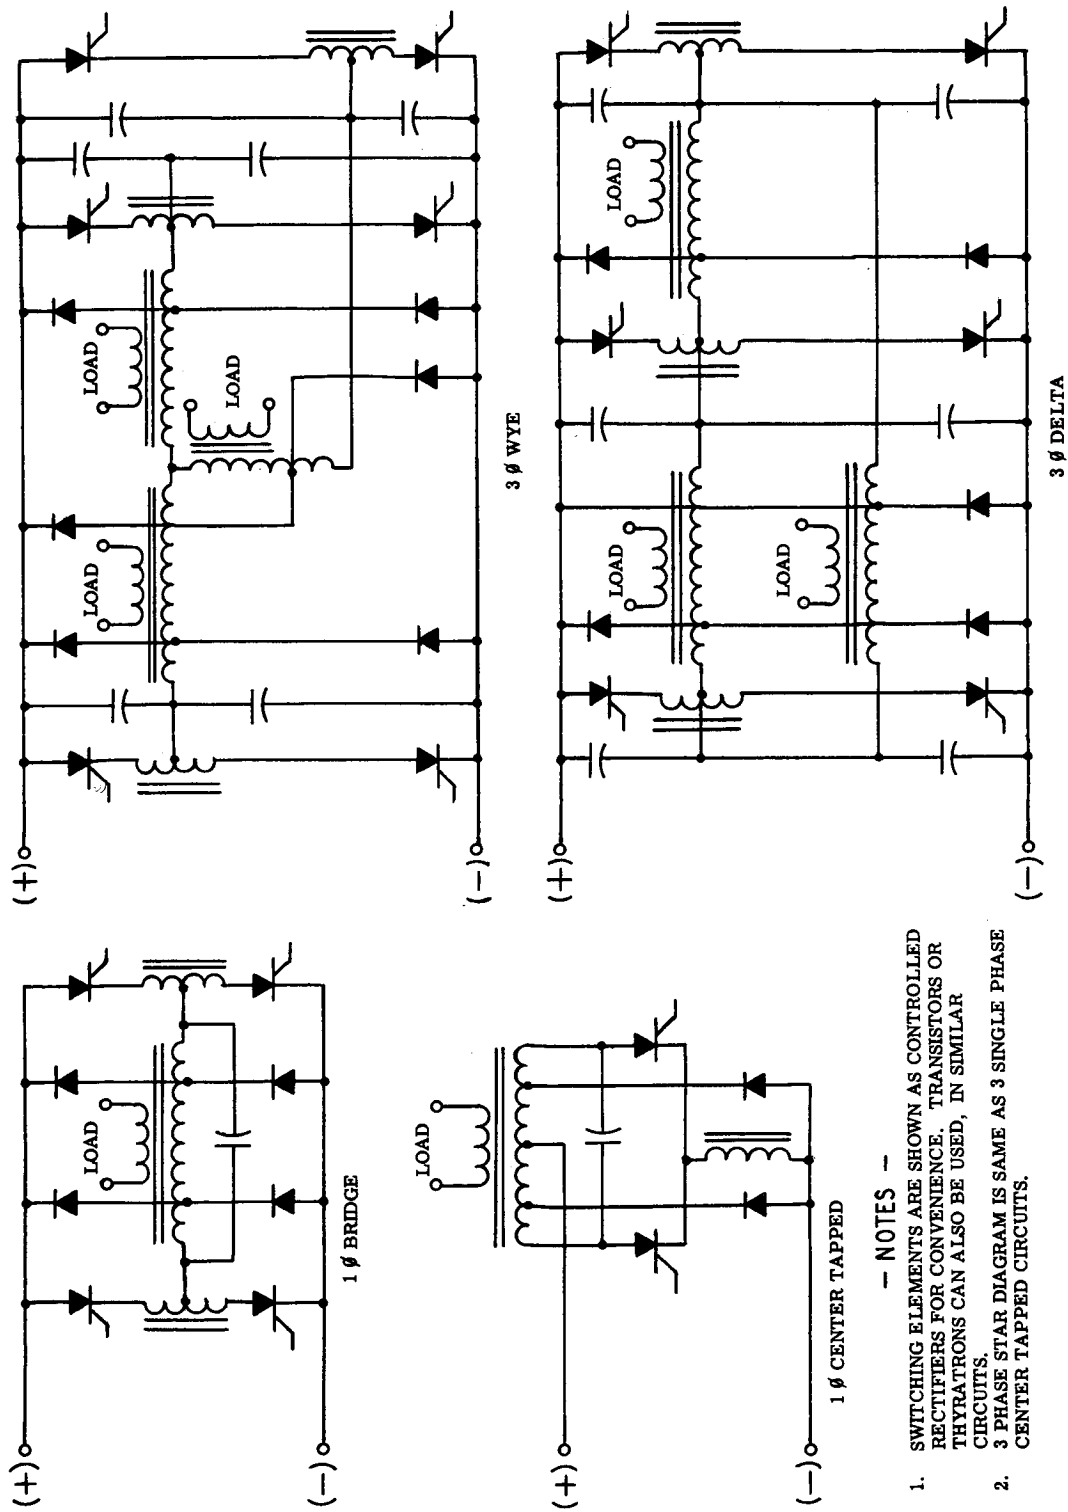 (+)
(-)
LOAD
1 Ø BRIDGE
(+)
(-)
LOAD
LOAD
LOAD
3 Ø WYE
(+)
(-)
LOAD
1 Ø CENTER TAPPED
(+)
(-)
LOAD
LOAD
LOAD
3 Ø DELTA
— NOTES —
1. SWITCHING ELEMENTS ARE SHOWN AS CONTROLLED
RECTIFIERS FOR CONVENIENCE. TRANSISTORS OR
THYRATRONS CAN ALSO BE USED, IN SIMILAR
CIRCUITS.
2. 3 PHASE STAR DIAGRAM IS SAME AS 3 SINGLE PHASE
CENTER TAPPED CIRCUITS.